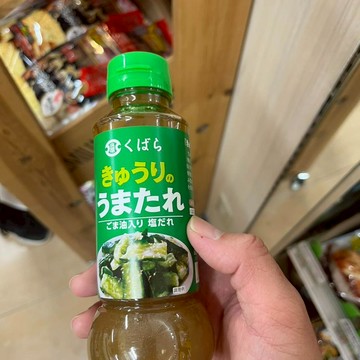 くばら
きゅうりの
うまたれ
ごま油入り 塩だれ